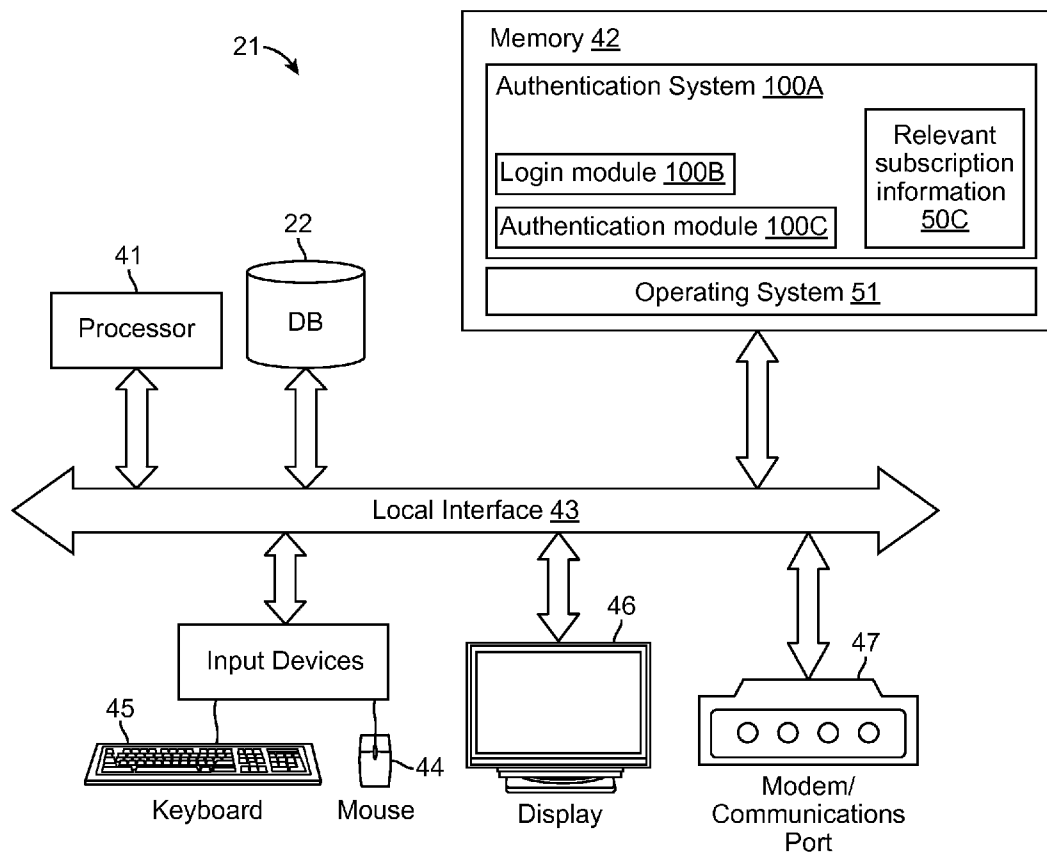 21
Memory 42
Authentication System 100A
Relevant
subscription
information
50C
Login module 100B
Authentication module 100C
Operating System 51
41
Processor
22
DB
Local Interface 43
Input Devices
45
Keyboard
44
Mouse
46
Display
47
Modem/
Communications
Port